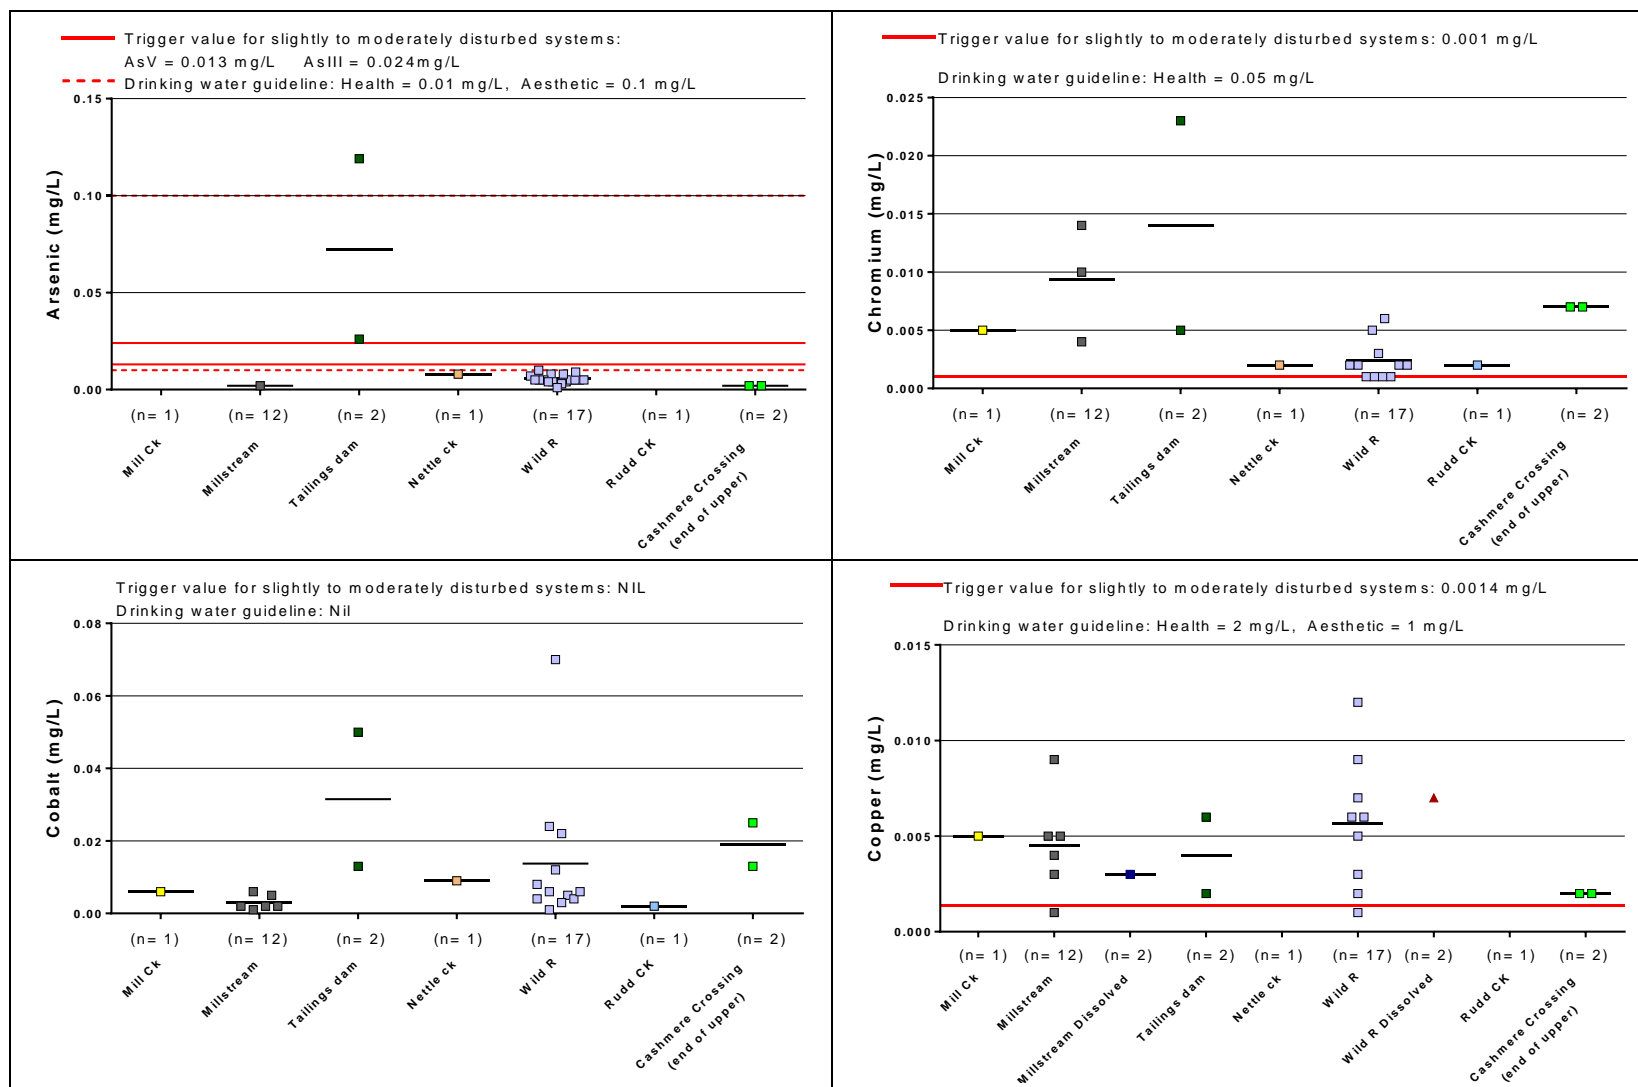 Trigger value for slightly to moderately disturbed systems:
AsV = 0.013 mg/L AsIII = 0.024mg/L
Drinking water guideline: Health = 0.01 mg/L, Aesthetic = 0.1 mg/L
0.15
0.10
0.05
0.00
Arsenic (mg/L)
(n= 1) (n= 12) (n= 2) (n= 1) (n= 17) (n= 1) (n= 2)
Mill Ck
Millstream
Tailings dam
Nettle ck
Wild R
Rudd CK
Cashmere Crossing
(end of upper)
Trigger value for slightly to moderately disturbed systems: 0.001 mg/L
Drinking water guideline: Health = 0.05 mg/L
0.025
0.020
0.015
0.010
0.005
0.000
Chromium (mg/L)
(n= 1) (n= 12) (n= 2) (n= 1) (n= 17) (n= 1) (n= 2)
Mill Ck
Millstream
Tailings dam
Nettle ck
Wild R
Rudd CK
Cashmere Crossing
(end of upper)
Trigger value for slightly to moderately disturbed systems: NIL
Drinking water guideline: Nil
0.08
0.06
0.04
0.02
0.00
Cobalt (mg/L)
(n= 1) (n= 12) (n= 2) (n= 1) (n= 17) (n= 1) (n= 2)
Mill Ck
Millstream
Tailings dam
Nettle ck
Wild R
Rudd CK
Cashmere Crossing
(end of upper)
Trigger value for slightly to moderately disturbed systems: 0.0014 mg/L
Drinking water guideline: Health = 2 mg/L, Aesthetic = 1 mg/L
0.015
0.010
0.005
0.000
Copper (mg/L)
(n= 1) (n= 12) (n= 2) (n= 2) (n= 1) (n= 17) (n= 2) (n= 1) (n= 2)
Mill Ck
Millstream
Millstream Dissolved
Tailings dam
Nettle ck
Wild R
Wild R Dissolved
Rudd CK
Cashmere Crossing
(end of upper)